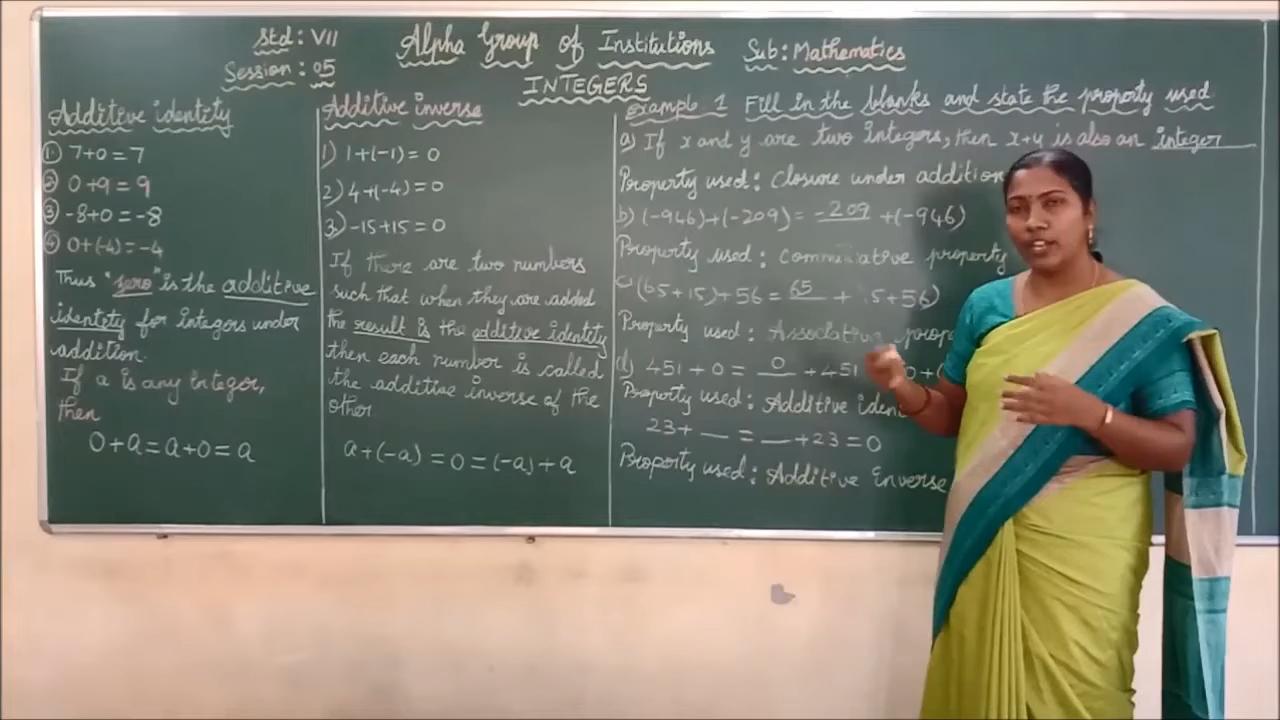 Std: VII
Alpha Group of Institutions
Sub: Mathematics
Session: 05
INTEGERS
Additive identity
① 7+0=7
② 0+9=9
③ -8+0=-8
④ 0+(-4)=-4
Thus "zero" is the additive
identity for integers under
addition.
If a is any integer,
then
0+a=a+0=a
Additive inverse
1) 1+(-1)=0
2) 4+(-4)=0
3) -15+15=0
If there are two numbers
such that when they are added
the result is the additive identity
then each number is called
the additive inverse of the
other
a+(-a)=0=(-a)+a
Example.1 Fill in the blanks and state the property used
a) If x and y are two integers, then x+y is also an integer
Property used: Closure under addition
b) (-946)+(-209)= -209 +(-946)
Property used: commutative property
c) (65+15)+56= 65 + 5+56)
Property used: Associative
d) 451+0= 0 +451
Property used: Additive
23+ __ = __ +23=0
Property used: Additive Inverse